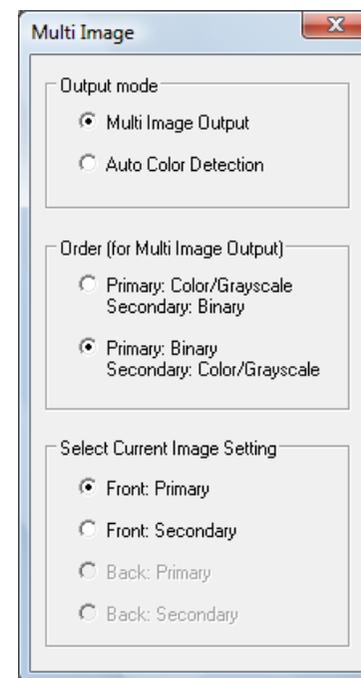 Multi Image
Output mode
Multi Image Output
Auto Color Detection
Order (for Multi Image Output)
Primary: Color/Grayscale
Secondary: Binary
Primary: Binary
Secondary: Color/Grayscale
Select Current Image Setting
Front: Primary
Front: Secondary
Back: Primary
Back: Secondary